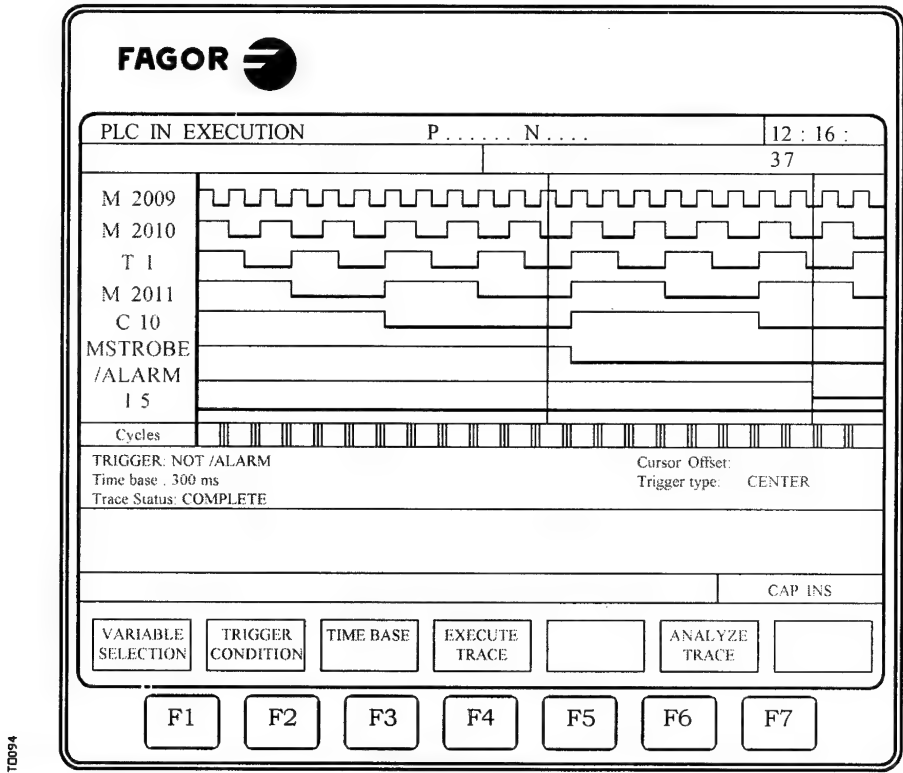 FAGOR
PLC IN EXECUTION P . . . . . . N . . . . 12 : 16 :
37
M 2009
M 2010
T 1
M 2011
C 10
MSTROBE
/ALARM
I 5
Cycles
TRIGGER: NOT /ALARM
Time base . 300 ms
Trace Status: COMPLETE
Cursor Offset:
Trigger type: CENTER
CAP INS
VARIABLE SELECTION
TRIGGER CONDITION
TIME BASE
EXECUTE TRACE
ANALYZE TRACE
F1 F2 F3 F4 F5 F6 F7
T0094